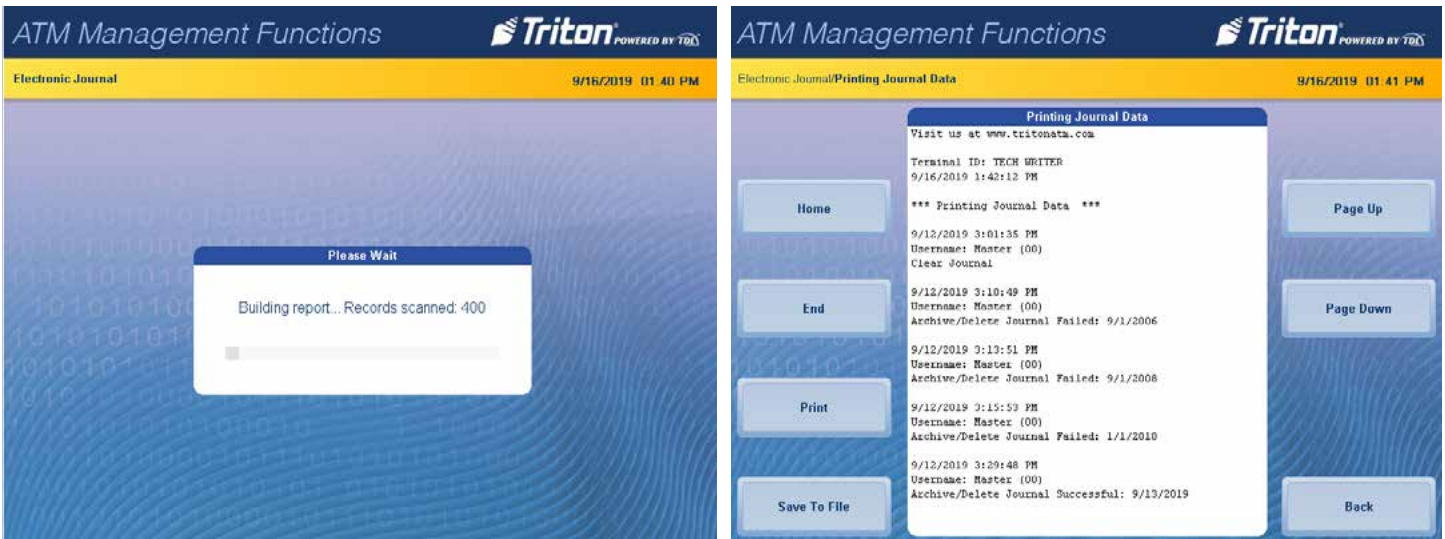 ATM Management Functions
Triton POWERED BY TDL
Electronic Journal
9/16/2019 01:40 PM
Please Wait
Building report... Records scanned: 400
ATM Management Functions
Triton POWERED BY TDL
Electronic Journal/Printing Journal Data
9/16/2019 01:41 PM
Home
End
Print
Save To File
Printing Journal Data
Visit us at www.tritonatm.com
Terminal ID: TECH WRITER
9/16/2019 1:42:12 PM
*** Printing Journal Data ***
9/12/2019 3:01:35 PM
Username: Master (00)
Clear Journal
9/12/2019 3:10:49 PM
Username: Master (00)
Archive/Delete Journal Failed: 9/1/2006
9/12/2019 3:13:51 PM
Username: Master (00)
Archive/Delete Journal Failed: 9/1/2008
9/12/2019 3:15:53 PM
Username: Master (00)
Archive/Delete Journal Failed: 1/1/2010
9/12/2019 3:29:48 PM
Username: Master (00)
Archive/Delete Journal Successful: 9/13/2019
Page Up
Page Down
Back